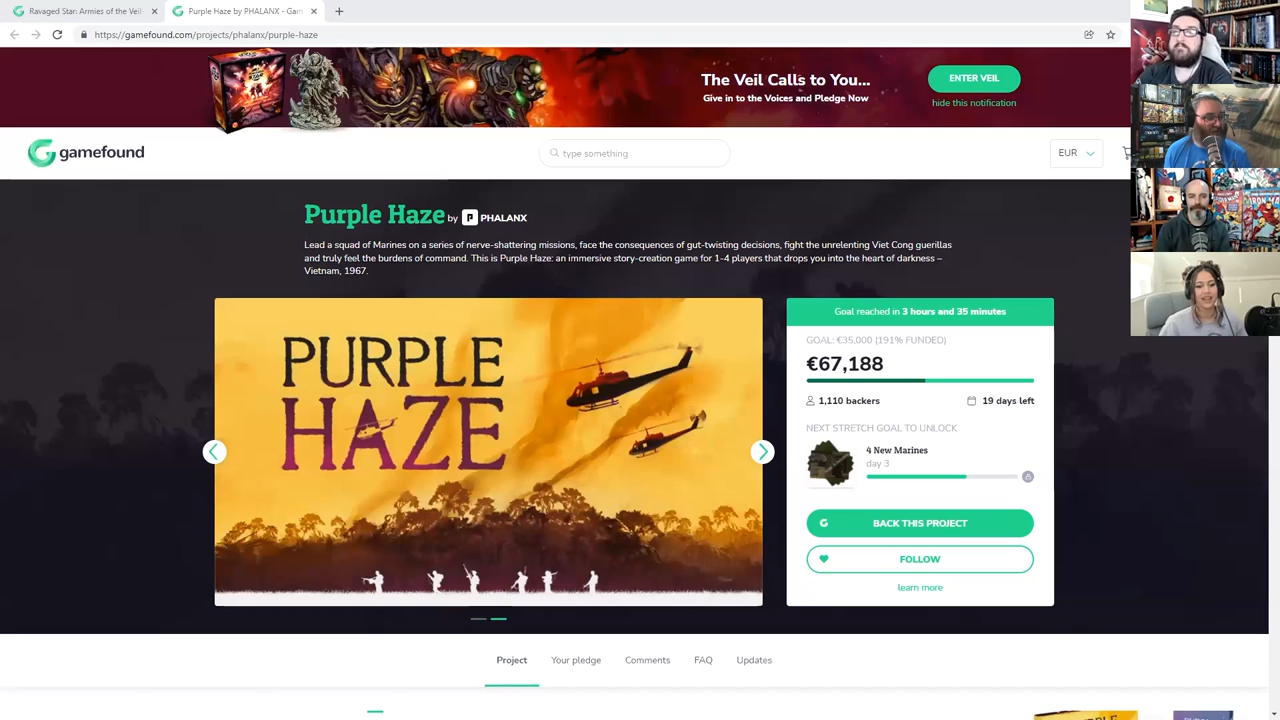 Ravaged Star: Armies of the Veil
Purple Haze by PHALANX - Gam
https://gamefound.com/projects/phalanx/purple-haze
The Veil Calls to You...
Give in to the Voices and Pledge Now
ENTER VEIL
hide this notification
gamefound
type something
EUR
Purple Haze by PHALANX
Lead a squad of Marines on a series of nerve-shattering missions, face the consequences of gut-twisting decisions, fight the unrelenting Viet Cong guerillas
and truly feel the burdens of command. This is Purple Haze: an immersive story-creation game for 1-4 players that drops you into the heart of darkness –
Vietnam, 1967.
PURPLE
HAZE
Goal reached in 3 hours and 35 minutes
GOAL: €35,000 (191% FUNDED)
€67,188
1,110 backers
19 days left
NEXT STRETCH GOAL TO UNLOCK
4 New Marines
day 3
BACK THIS PROJECT
FOLLOW
learn more
Project
Your pledge
Comments
FAQ
Updates